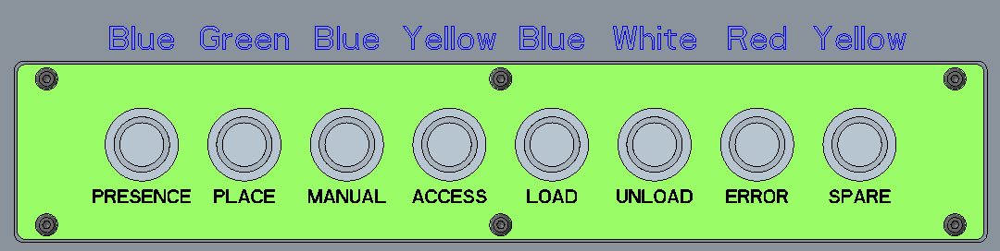 Blue Green Blue Yellow Blue White Red Yellow
PRESENCE PLACE MANUAL ACCESS LOAD UNLOAD ERROR SPARE